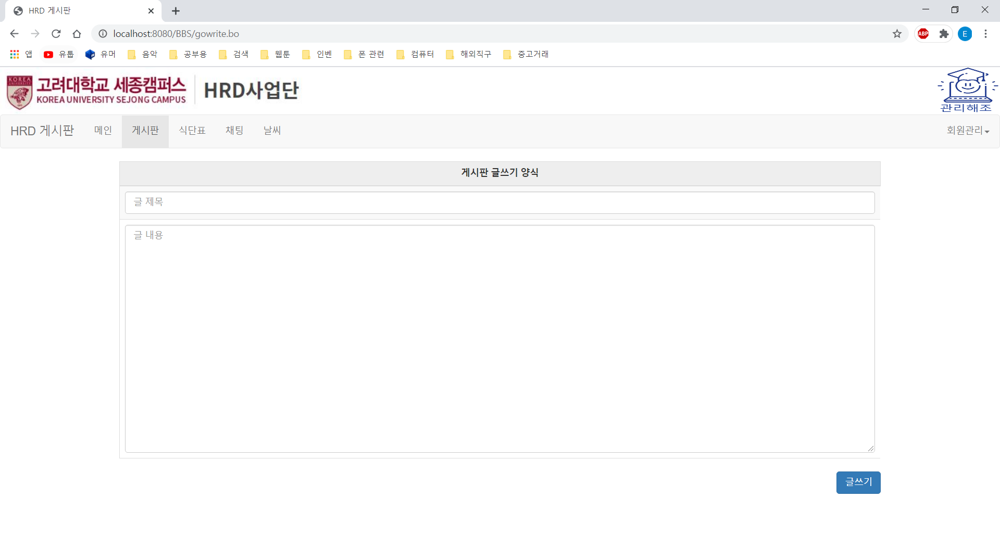 HRD 게시판
localhost:8080/BBS/gowrite.bo
ABP
E
앱 유툽 유머 음악 공부용 검색 웹툰 인벤 폰 관련 컴퓨터 해외직구 중고거래
KOREA
고려대학교 세종캠퍼스
KOREA UNIVERSITY SEJONG CAMPUS
HRD사업단
관리해조
HRD 게시판 메인 게시판 식단표 채팅 날씨 회원관리
게시판 글쓰기 양식
글 제목
글 내용
글쓰기